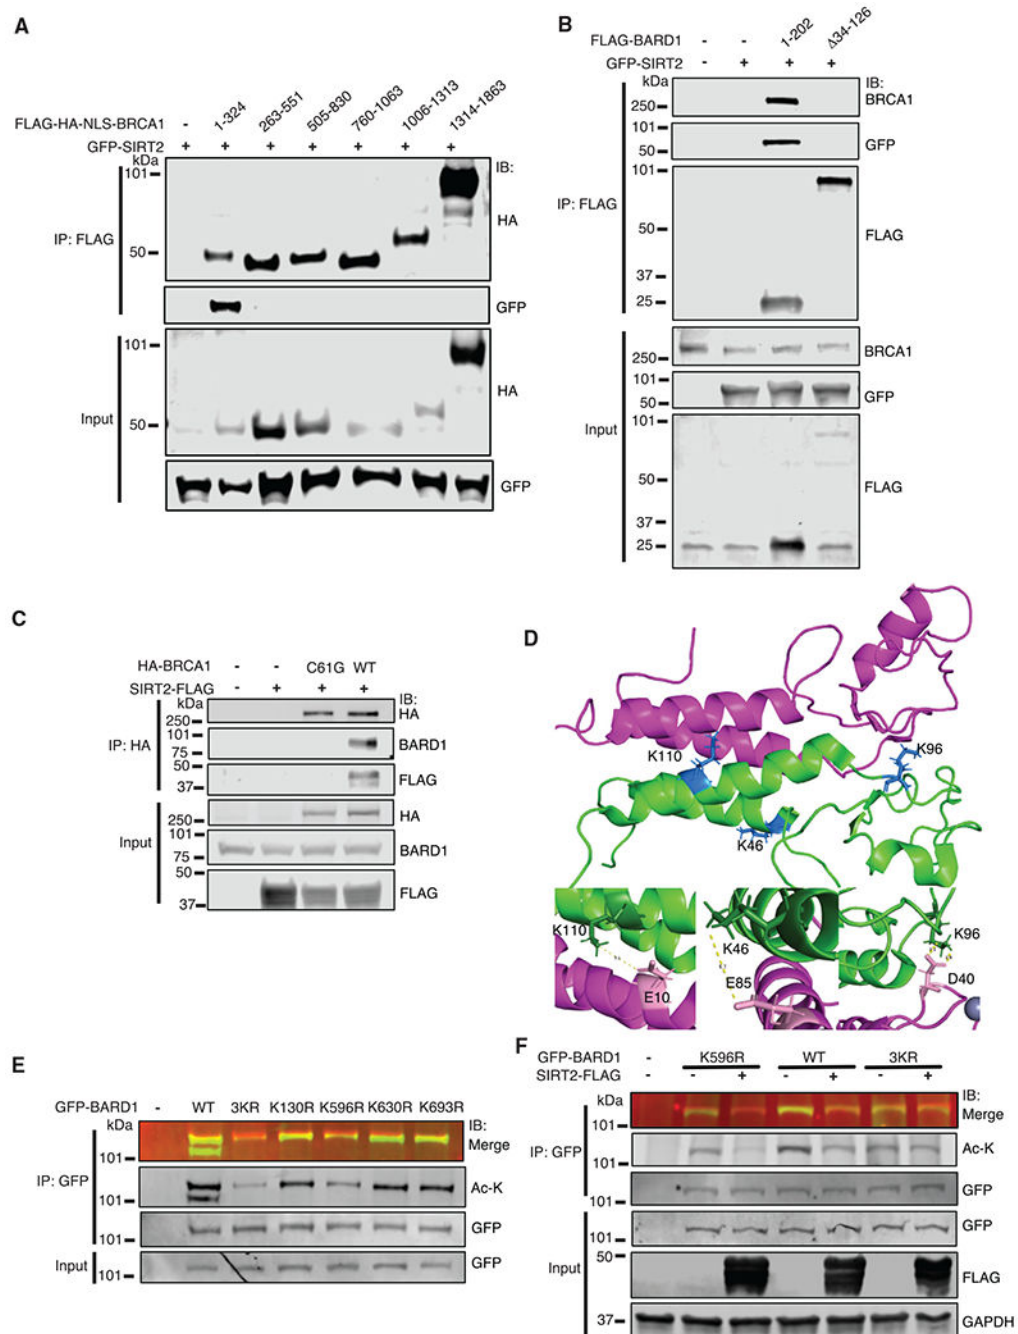 A
FLAG-HA-NLS-BRCA1 - 1-324 263-551 505-830 760-1063 1006-1313 1314-1863
GFP-SIRT2 + + + + + + +
kDa IB:
101
IP: FLAG HA
50
GFP
101
Input HA
50
GFP
B
FLAG-BARD1 - - 1-202 Δ34-126
GFP-SIRT2 - + + +
kDa IB:
250 BRCA1
101
50 GFP
101
IP: FLAG
50 FLAG
37
25
250 BRCA1
101
50 GFP
101
Input
50 FLAG
37
25
C
HA-BRCA1 - - C61G WT
SIRT2-FLAG - + + +
kDa IB:
250 HA
IP: HA 101
75 BARD1
50
37 FLAG
250 HA
Input 101
75 BARD1
50
37 FLAG
D
K110 K96
K46
K110 E10
K46 E85
K96 D40
E
GFP-BARD1 - WT 3KR K130R K596R K630R K693R
kDa IB:
101 Merge
IP: GFP
101 Ac-K
101 GFP
Input 101 GFP
F
GFP-BARD1 - K596R WT 3KR
SIRT2-FLAG - - + - + - +
kDa IB:
101 Merge
IP: GFP
101 Ac-K
101 GFP
101 GFP
50
Input FLAG
37 GAPDH